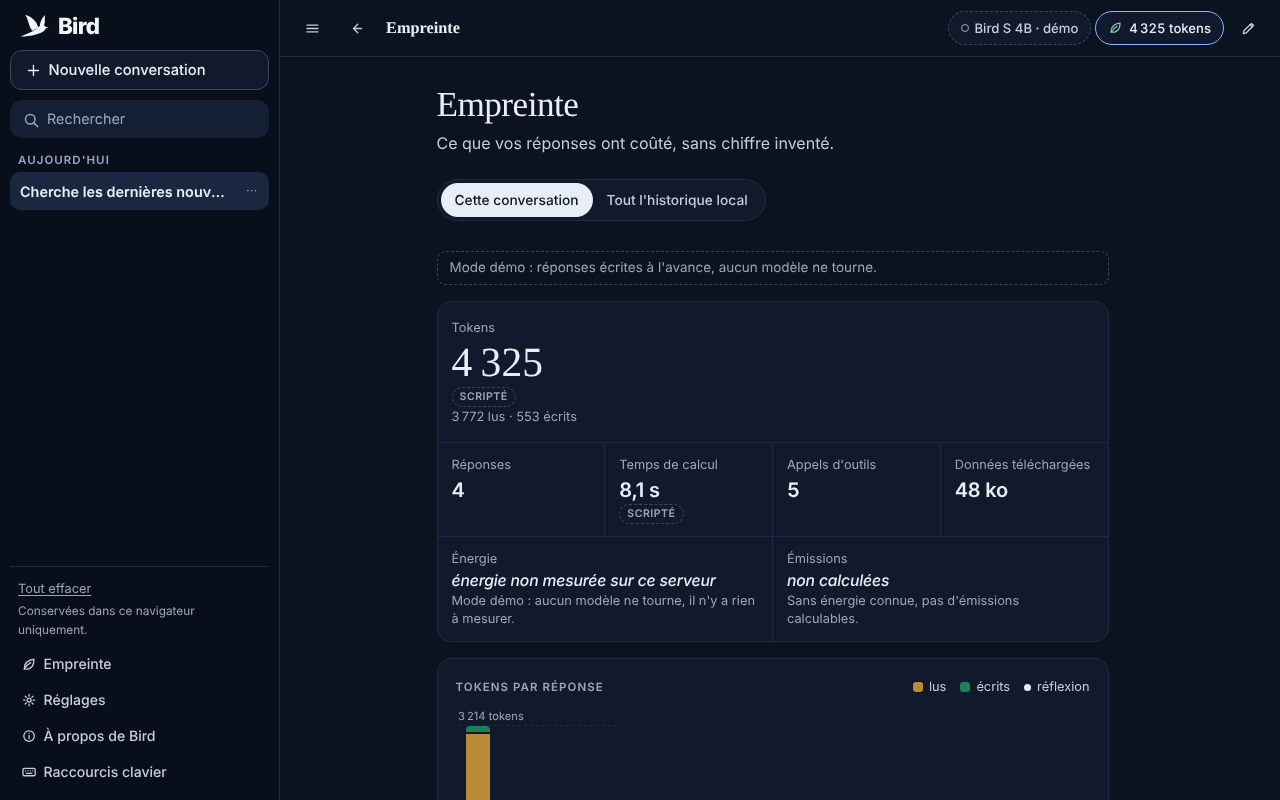 Bird
Nouvelle conversation
Rechercher
AUJOURD'HUI
Cherche les dernières nouv...
Tout effacer
Conservées dans ce navigateur
uniquement.
Empreinte
Réglages
À propos de Bird
Raccourcis clavier
Empreinte
Bird S 4B · démo
4 325 tokens
Empreinte
Ce que vos réponses ont coûté, sans chiffre inventé.
Cette conversation
Tout l'historique local
Mode démo : réponses écrites à l'avance, aucun modèle ne tourne.
Tokens
4 325
SCRIPTÉ
3 772 lus · 553 écrits
Réponses
4
Temps de calcul
8,1 s
SCRIPTÉ
Appels d'outils
5
Données téléchargées
48 ko
Énergie
énergie non mesurée sur ce serveur
Mode démo : aucun modèle ne tourne, il n'y a rien
à mesurer.
Émissions
non calculées
Sans énergie connue, pas d'émissions
calculables.
TOKENS PAR RÉPONSE
lus
écrits
réflexion
3 214 tokens